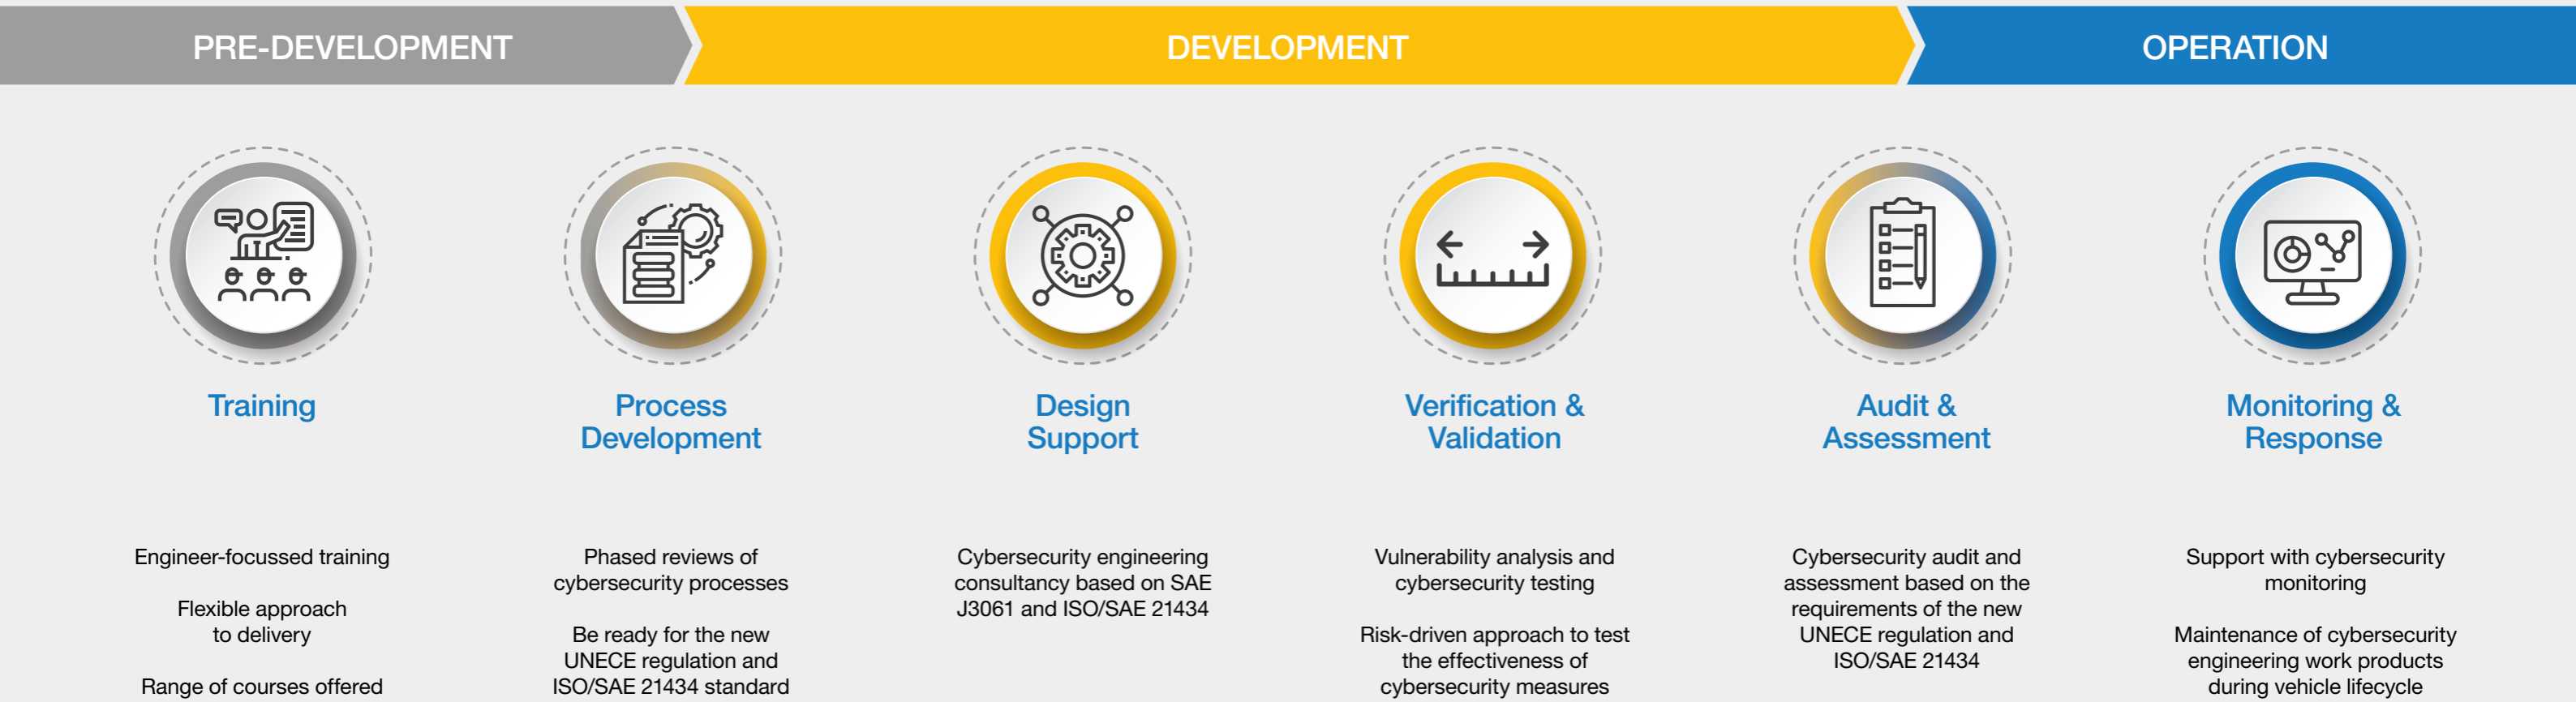 PRE-DEVELOPMENT
DEVELOPMENT
OPERATION
Training
Engineer-focussed training
Flexible approach
to delivery
Range of courses offered
Process
Development
Phased reviews of
cybersecurity processes
Be ready for the new
UNECE regulation and
ISO/SAE 21434 standard
Design
Support
Cybersecurity engineering
consultancy based on SAE
J3061 and ISO/SAE 21434
Verification &
Validation
Vulnerability analysis and
cybersecurity testing
Risk-driven approach to test
the effectiveness of
cybersecurity measures
Audit &
Assessment
Cybersecurity audit and
assessment based on the
requirements of the new
UNECE regulation and
ISO/SAE 21434
Monitoring &
Response
Support with cybersecurity
monitoring
Maintenance of cybersecurity
engineering work products
during vehicle lifecycle